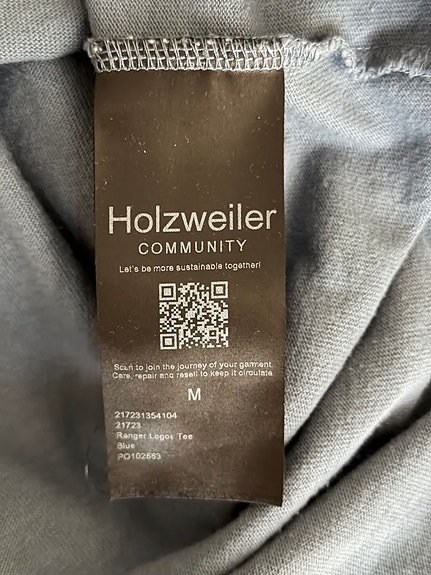 Holzweiler
COMMUNITY
Let's be more sustainable together!
Scan to join the journey of your garment.
Care, repair and resell to keep it circulate
M
217231354104
21723
Ranger Logos Tee
Blue
PO102663